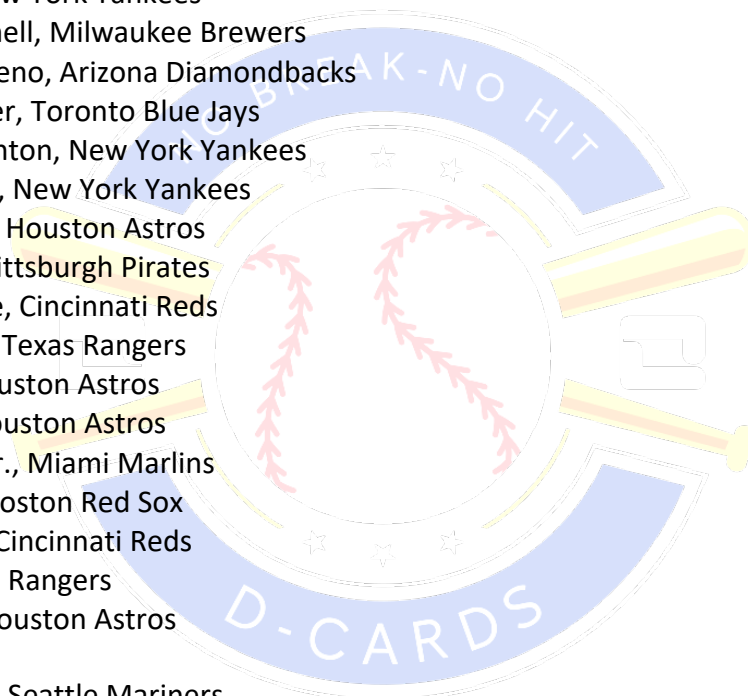 w York Yankees
nell, Milwaukee Brewers
eno, Arizona Diamondbacks
er, Toronto Blue Jays
nton, New York Yankees
, New York Yankees
Houston Astros
ittsburgh Pirates
e, Cincinnati Reds
Texas Rangers
uston Astros
ouston Astros
r., Miami Marlins
oston Red Sox
Cincinnati Reds
Rangers
ouston Astros
Seattle Mariners
NO BREAK-NO HIT
D-CARDS